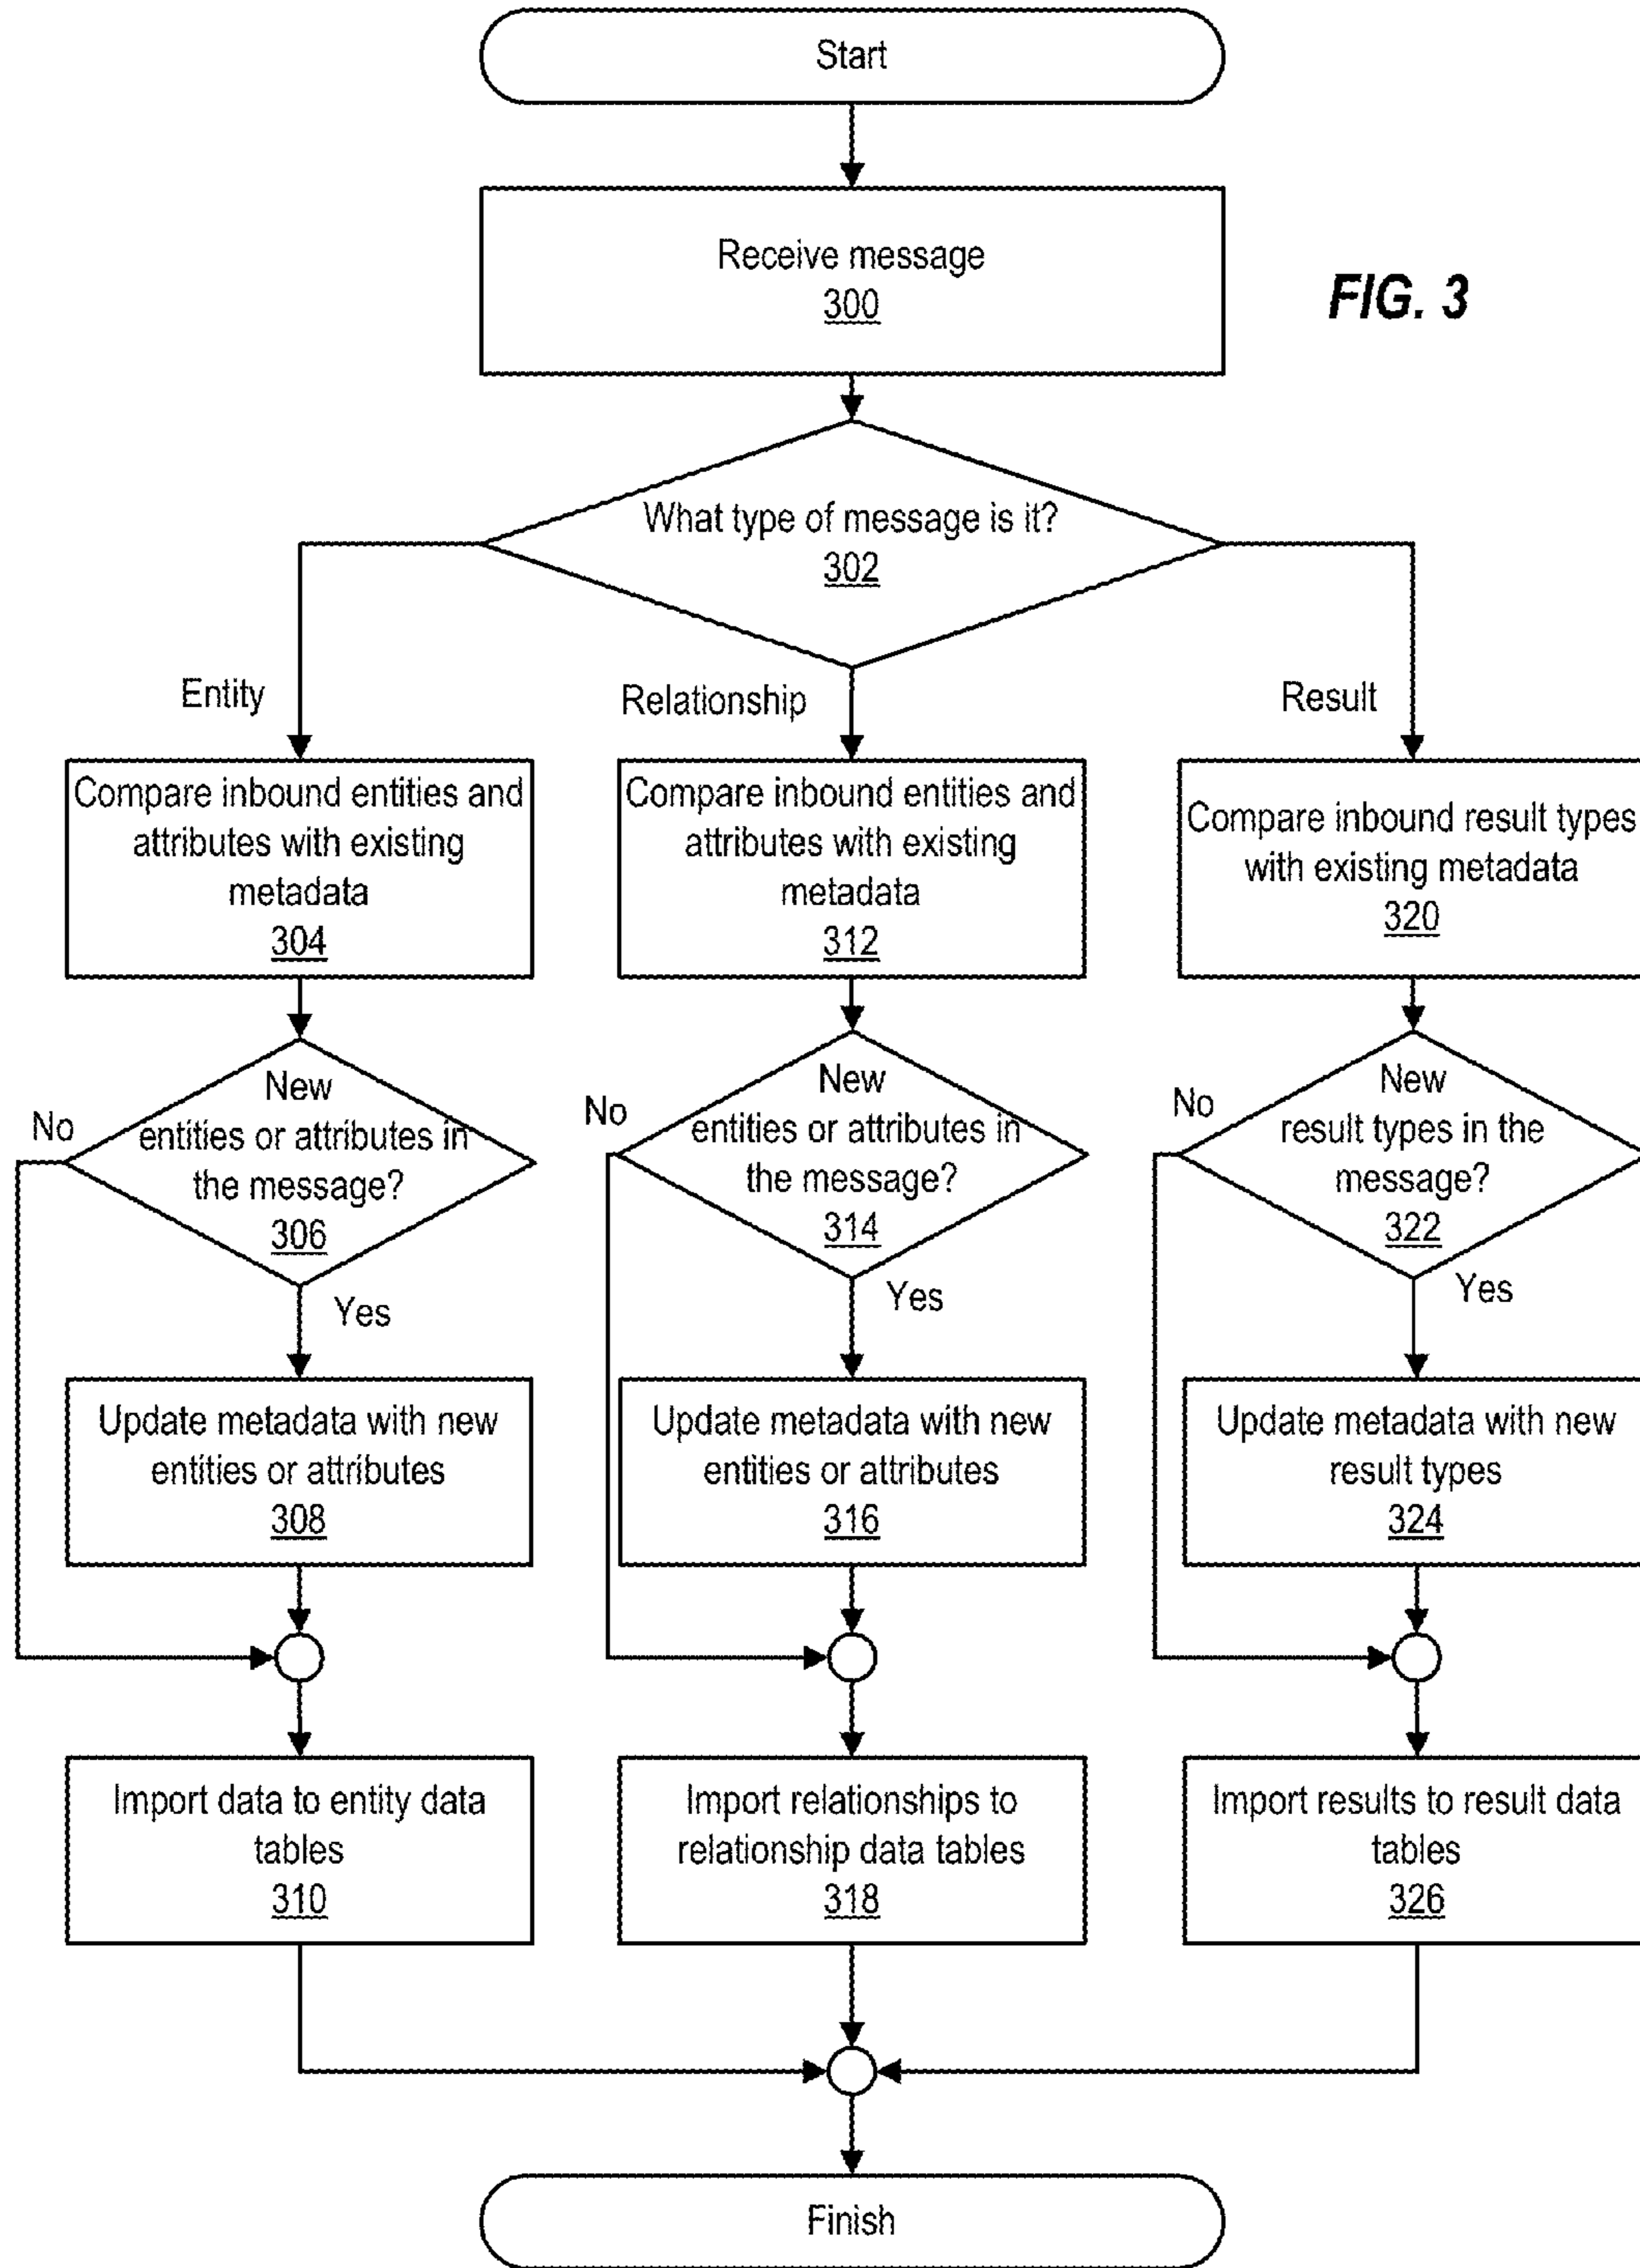 Start
Receive message
300
FIG. 3
What type of message is it?
302
Entity
Relationship
Result
Compare inbound entities and
attributes with existing
metadata
304
Compare inbound entities and
attributes with existing
metadata
312
Compare inbound result types
with existing metadata
320
No
New
entities or attributes in
the message?
306
Yes
No
New
entities or attributes in
the message?
314
Yes
No
New
result types in the
message?
322
Yes
Update metadata with new
entities or attributes
308
Update metadata with new
entities or attributes
316
Update metadata with new
result types
324
Import data to entity data
tables
310
Import relationships to
relationship data tables
318
Import results to result data
tables
326
Finish